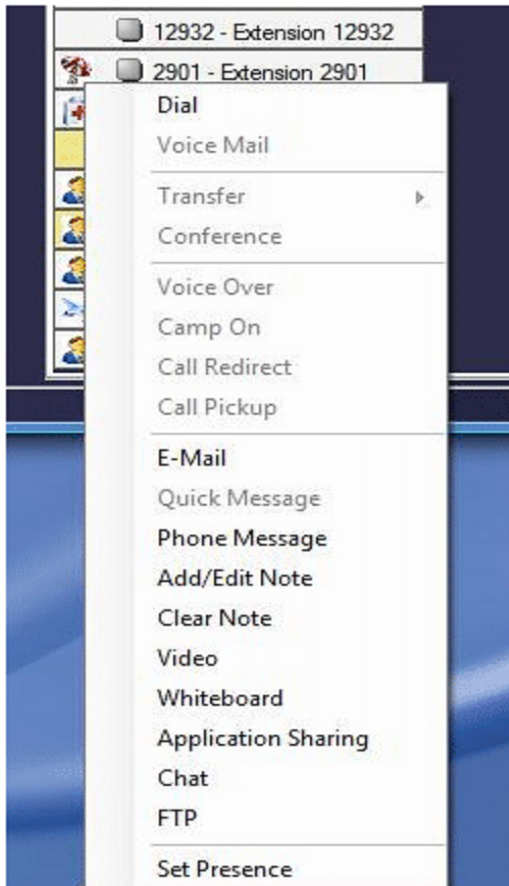 12932 - Extension 12932
2901 - Extension 2901
Dial
Voice Mail
Transfer
Conference
Voice Over
Camp On
Call Redirect
Call Pickup
E-Mail
Quick Message
Phone Message
Add/Edit Note
Clear Note
Video
Whiteboard
Application Sharing
Chat
FTP
Set Presence